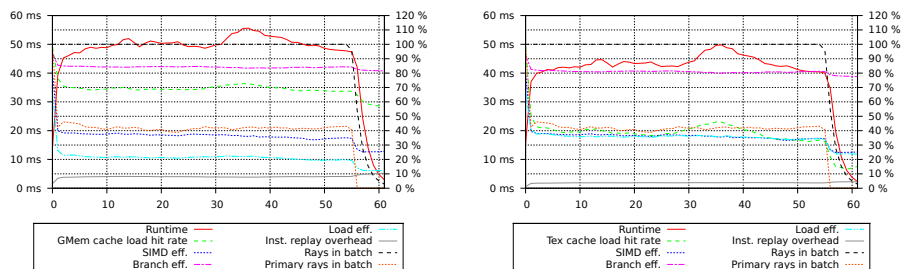 60 ms
50 ms
40 ms
30 ms
20 ms
10 ms
0 ms
120 %
110 %
100 %
90 %
80 %
70 %
60 %
50 %
40 %
30 %
20 %
10 %
0 %
0 10 20 30 40 50 60
Runtime
GMem cache load hit rate
SIMD eff.
Branch eff.
Load eff.
Inst. replay overhead
Rays in batch
Primary rays in batch
60 ms
50 ms
40 ms
30 ms
20 ms
10 ms
0 ms
120 %
110 %
100 %
90 %
80 %
70 %
60 %
50 %
40 %
30 %
20 %
10 %
0 %
0 10 20 30 40 50 60
Runtime
Tex cache load hit rate
SIMD eff.
Branch eff.
Load eff.
Inst. replay overhead
Rays in batch
Primary rays in batch